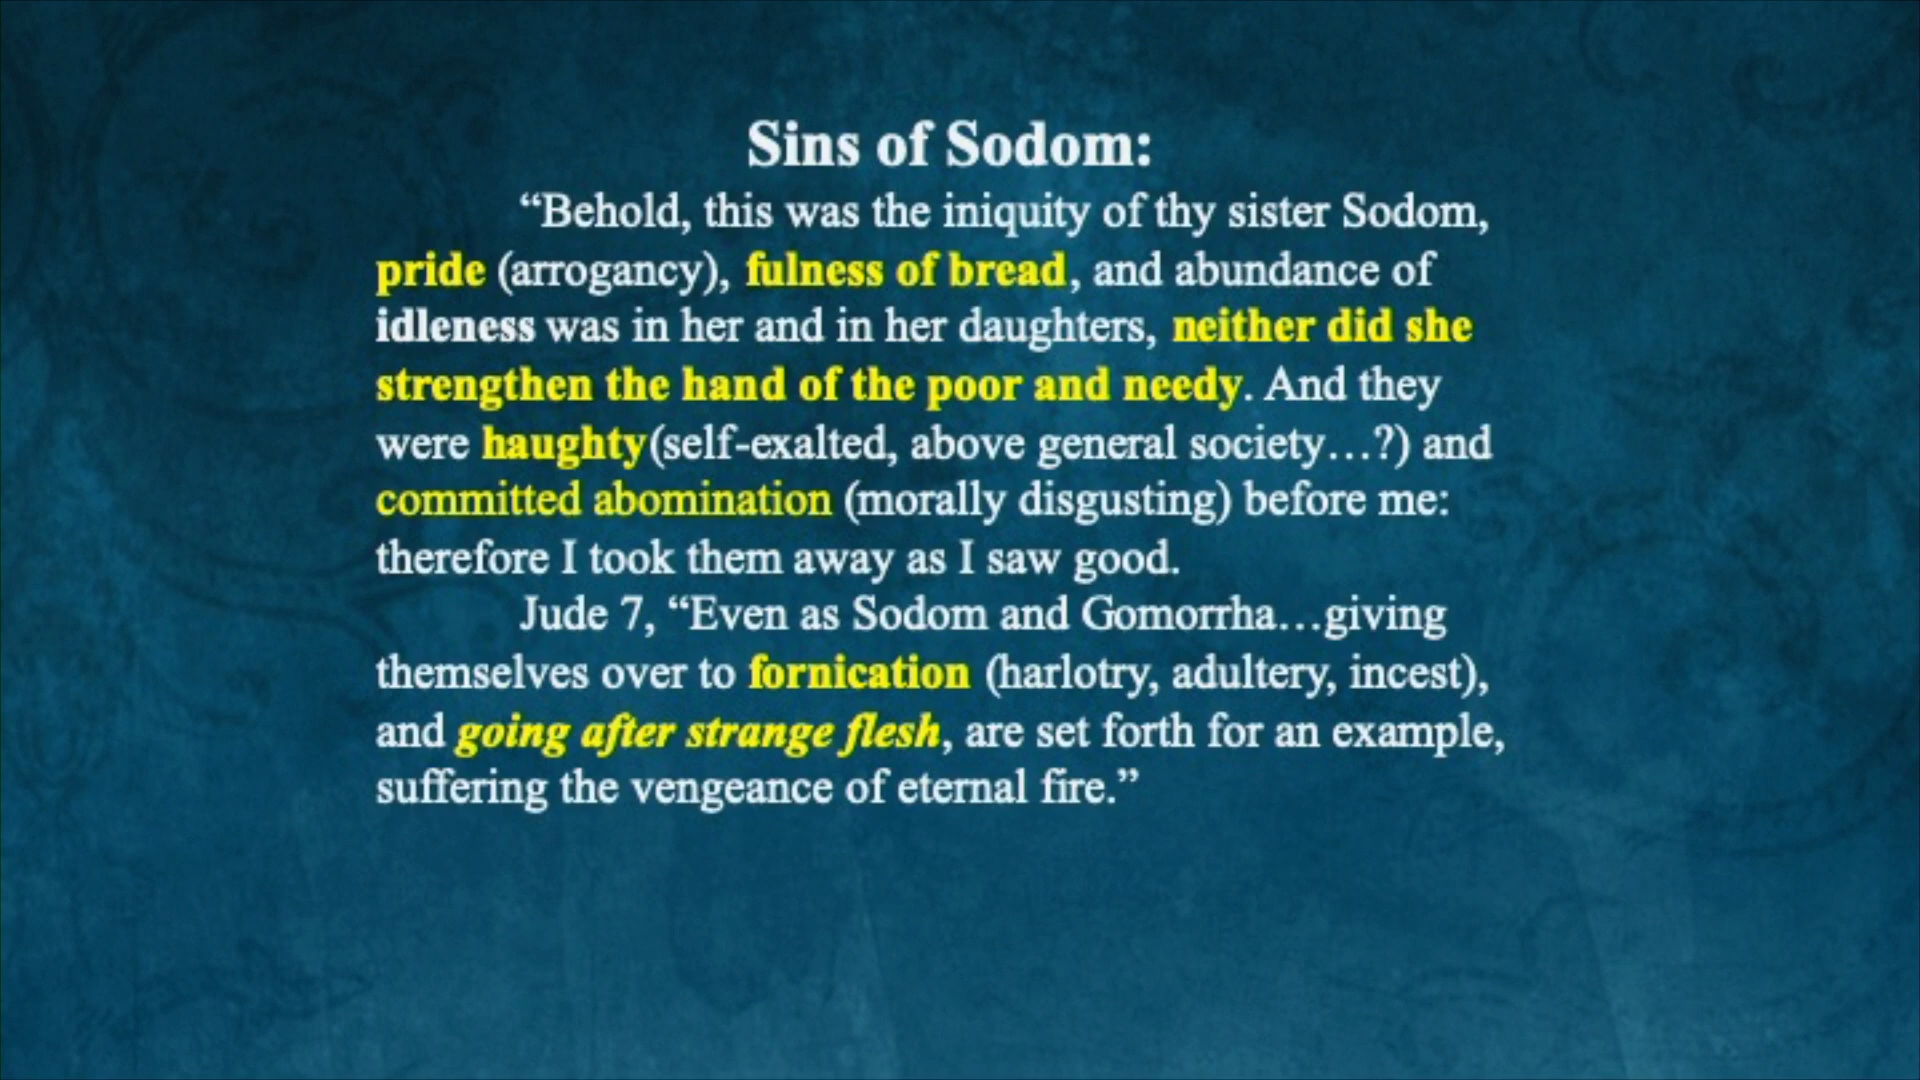 Sins of Sodom:
“Behold, this was the iniquity of thy sister Sodom,
pride (arrogancy), fulness of bread, and abundance of
idleness was in her and in her daughters, neither did she
strengthen the hand of the poor and needy. And they
were haughty(self-exalted, above general society…?) and
committed abomination (morally disgusting) before me:
therefore I took them away as I saw good.
Jude 7, “Even as Sodom and Gomorrha…giving
themselves over to fornication (harlotry, adultery, incest),
and going after strange flesh, are set forth for an example,
suffering the vengeance of eternal fire.”